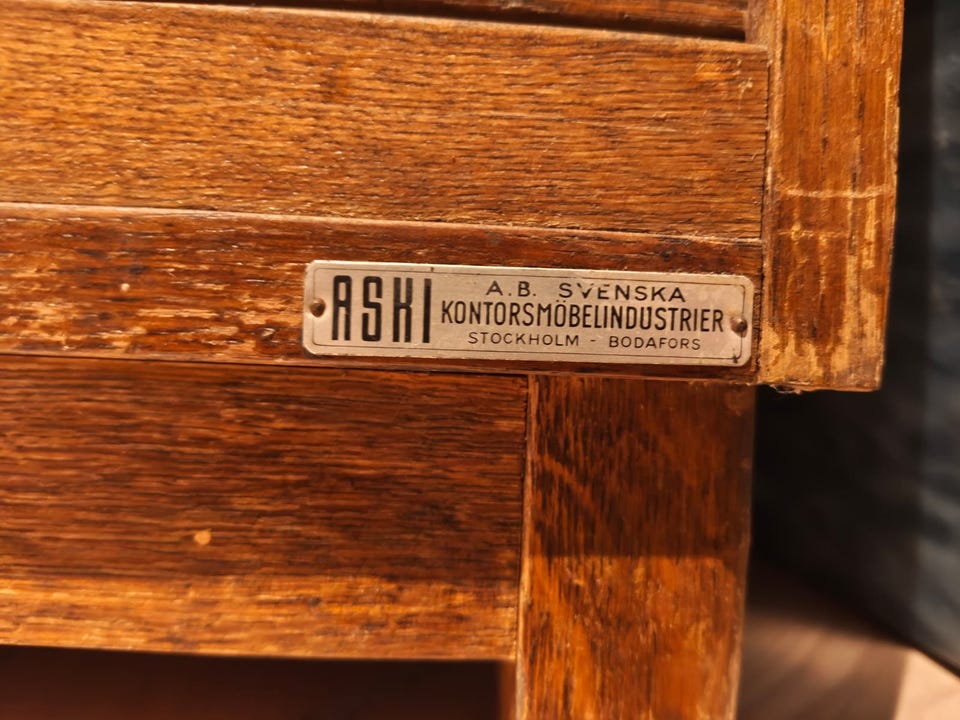 ASKI
A.B. SVENSKA
KONTORSMÖBELINDUSTRIER
STOCKHOLM - BODAFORS